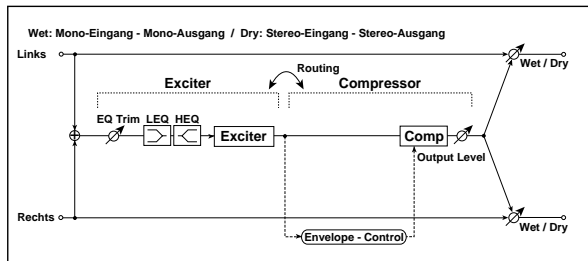 Wet: Mono-Eingang - Mono-Ausgang / Dry: Stereo-Eingang - Stereo-Ausgang
Links
Wet / Dry
Routing
Exciter
Compressor
EQ Trim
LEQ
HEQ
Exciter
Comp
Output Level
Rechts
Wet / Dry
Envelope - Control